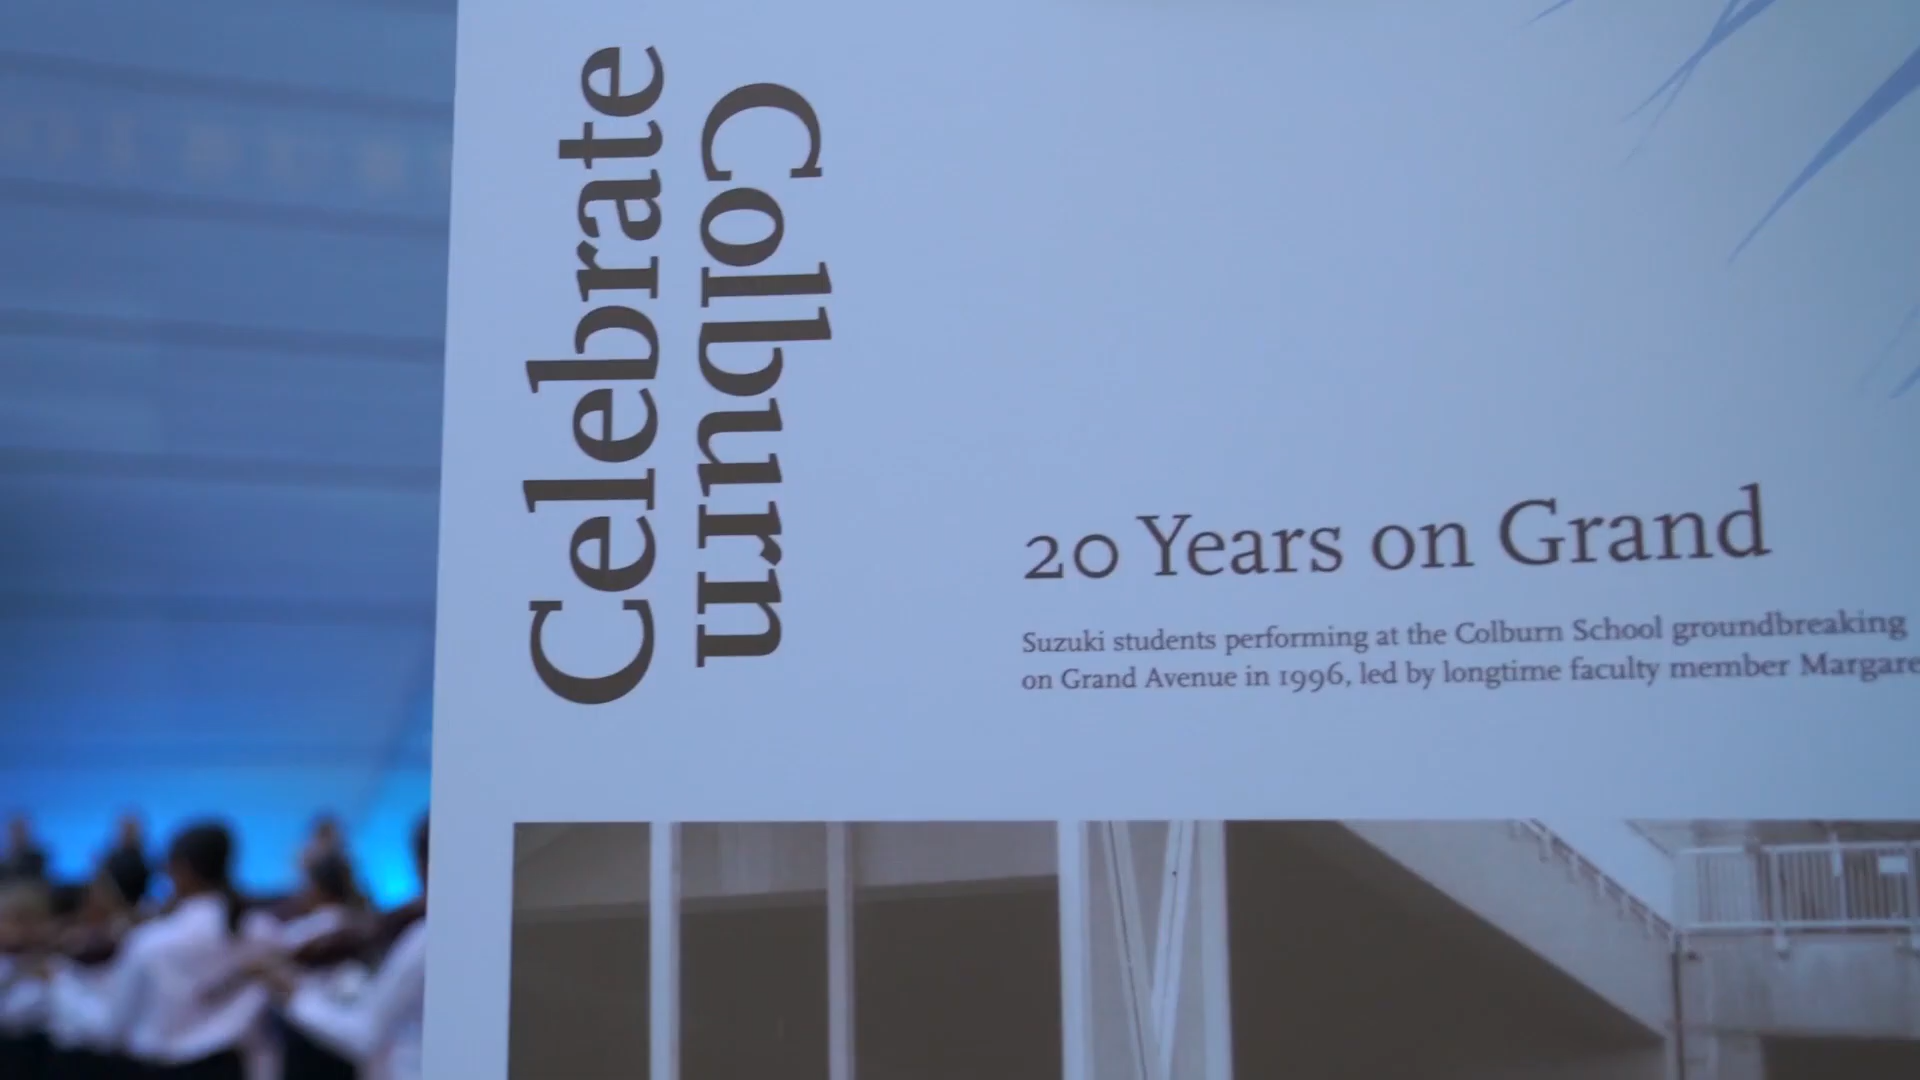 Celebrate
Colburn
20 Years on Grand
Suzuki students performing at the Colburn School groundbreaking
on Grand Avenue in 1996, led by longtime faculty member